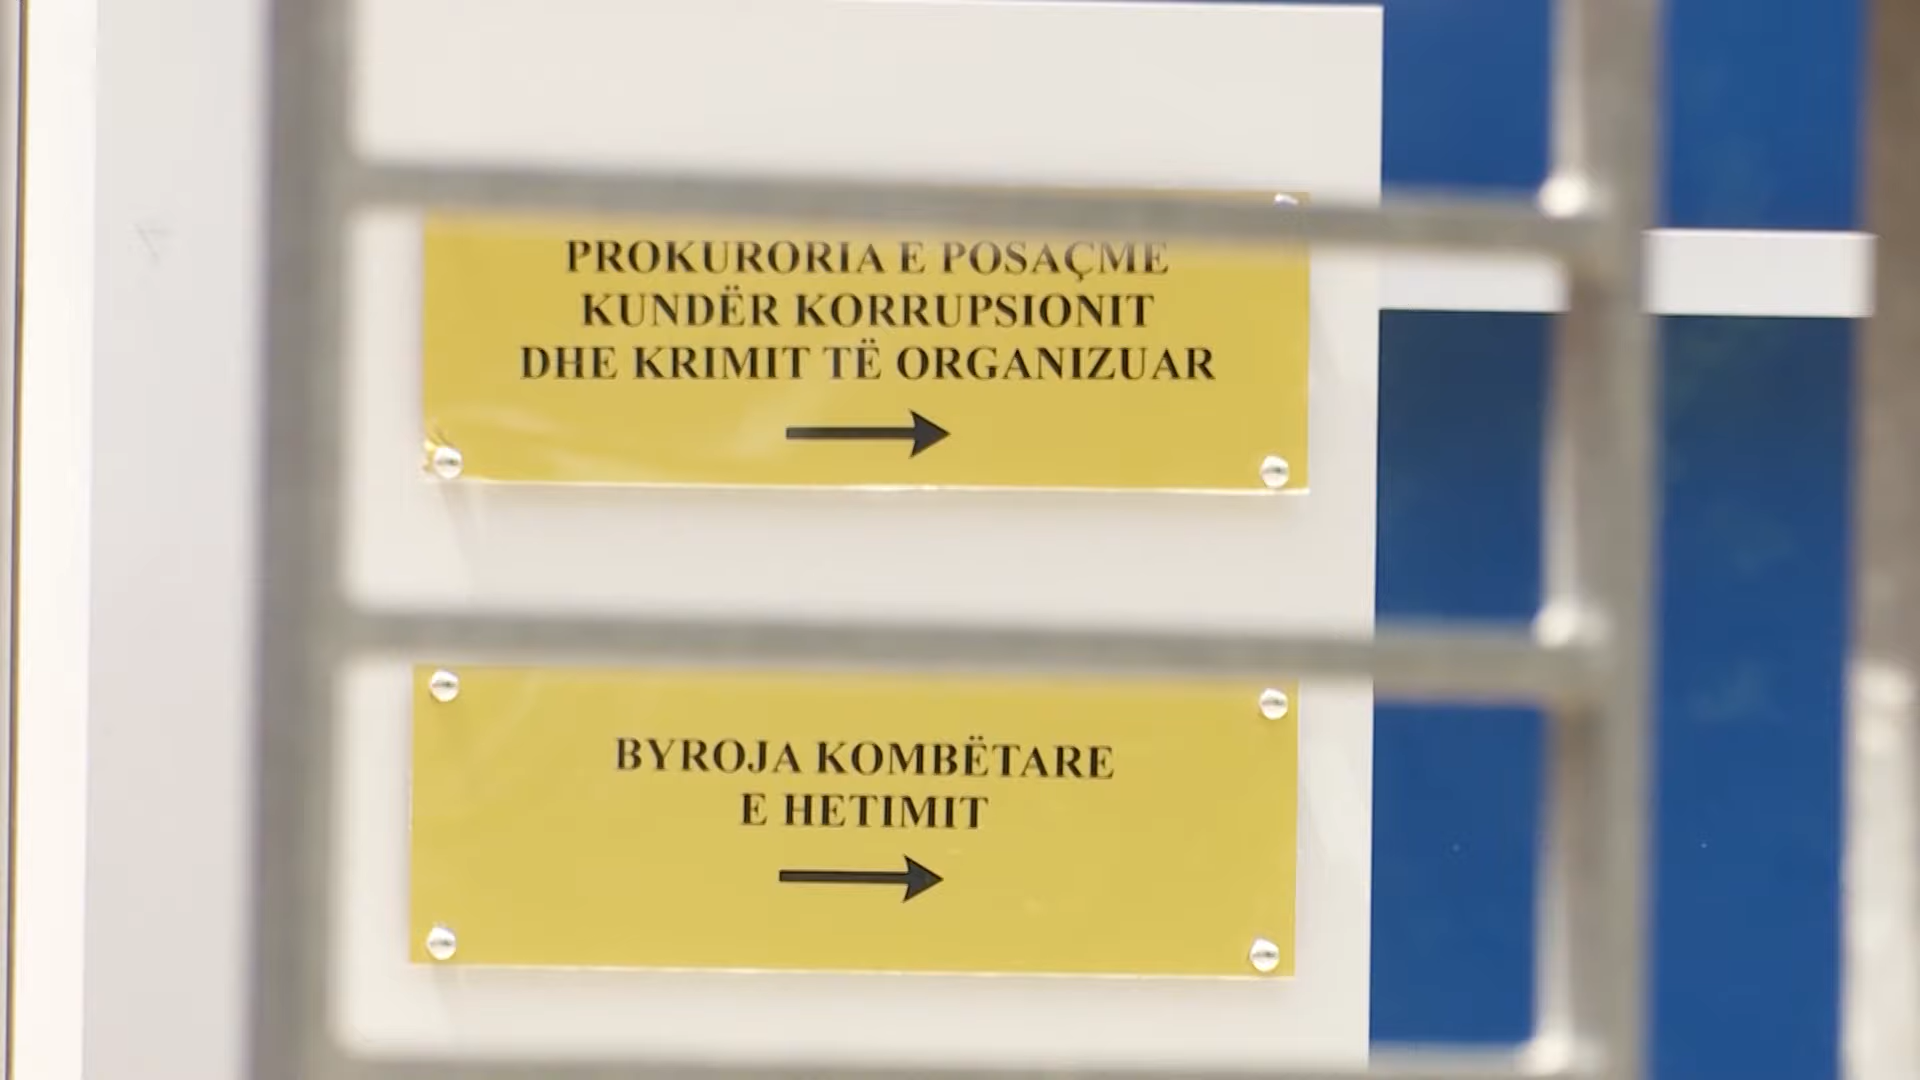 PROKURORIA E POSAÇME
KUNDËR KORRUPSIONIT
DHE KRIMIT TË ORGANIZUAR
BYROJA KOMBËTARE
E HETIMIT